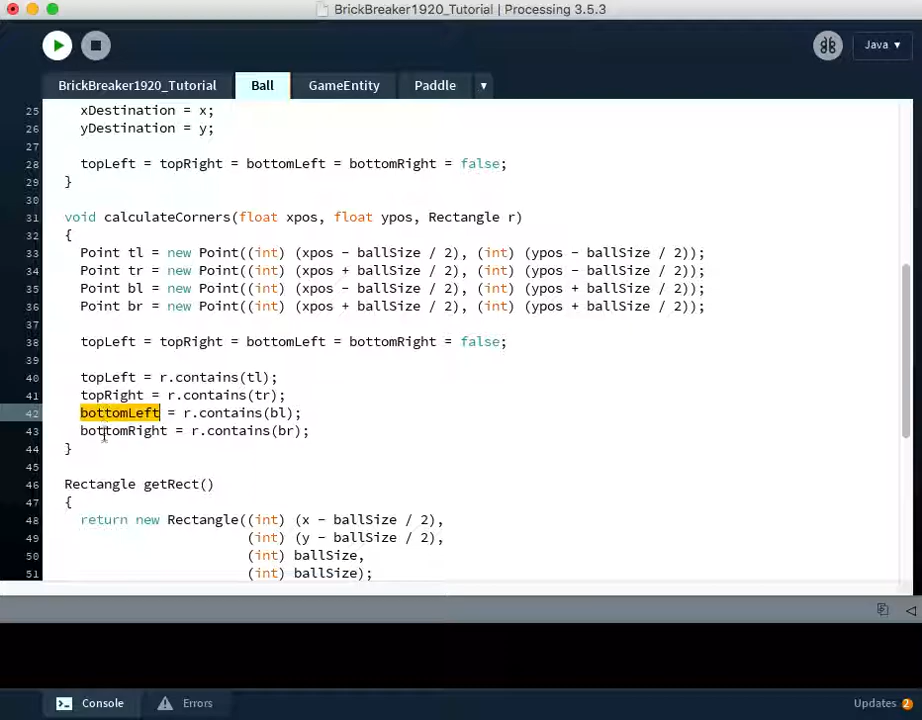 BrickBreaker1920_Tutorial | Processing 3.5.3
Java ▾
BrickBreaker1920_Tutorial Ball GameEntity Paddle ▾
25 xDestination = x;
26 yDestination = y;
27
28 topLeft = topRight = bottomLeft = bottomRight = false;
29 }
30
31 void calculateCorners(float xpos, float ypos, Rectangle r)
32 {
33 Point tl = new Point((int) (xpos - ballSize / 2), (int) (ypos - ballSize / 2));
34 Point tr = new Point((int) (xpos + ballSize / 2), (int) (ypos - ballSize / 2));
35 Point bl = new Point((int) (xpos - ballSize / 2), (int) (ypos + ballSize / 2));
36 Point br = new Point((int) (xpos + ballSize / 2), (int) (ypos + ballSize / 2));
37
38 topLeft = topRight = bottomLeft = bottomRight = false;
39
40 topLeft = r.contains(tl);
41 topRight = r.contains(tr);
42 bottomLeft = r.contains(bl);
43 bottomRight = r.contains(br);
44 }
45
46 Rectangle getRect()
47 {
48 return new Rectangle((int) (x - ballSize / 2),
49 (int) (y - ballSize / 2),
50 (int) ballSize,
51 (int) ballSize);
Console Errors Updates 2